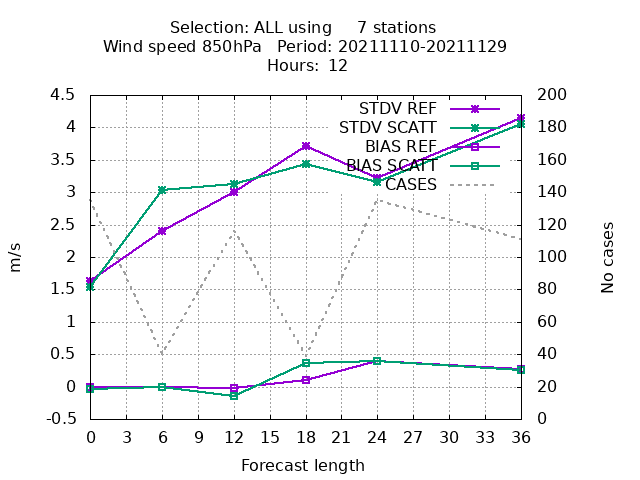 Selection: ALL using 7 stations
Wind speed 850hPa Period: 20211110-20211129
Hours: 12
STDV REF
STDV SCATT
BIAS REF
BIAS SCATT
CASES
4.5
4
3.5
3
2.5
2
1.5
1
0.5
0
-0.5
m/s
200
180
160
140
120
100
80
60
40
20
0
No cases
0 3 6 9 12 15 18 21 24 27 30 33 36
Forecast length